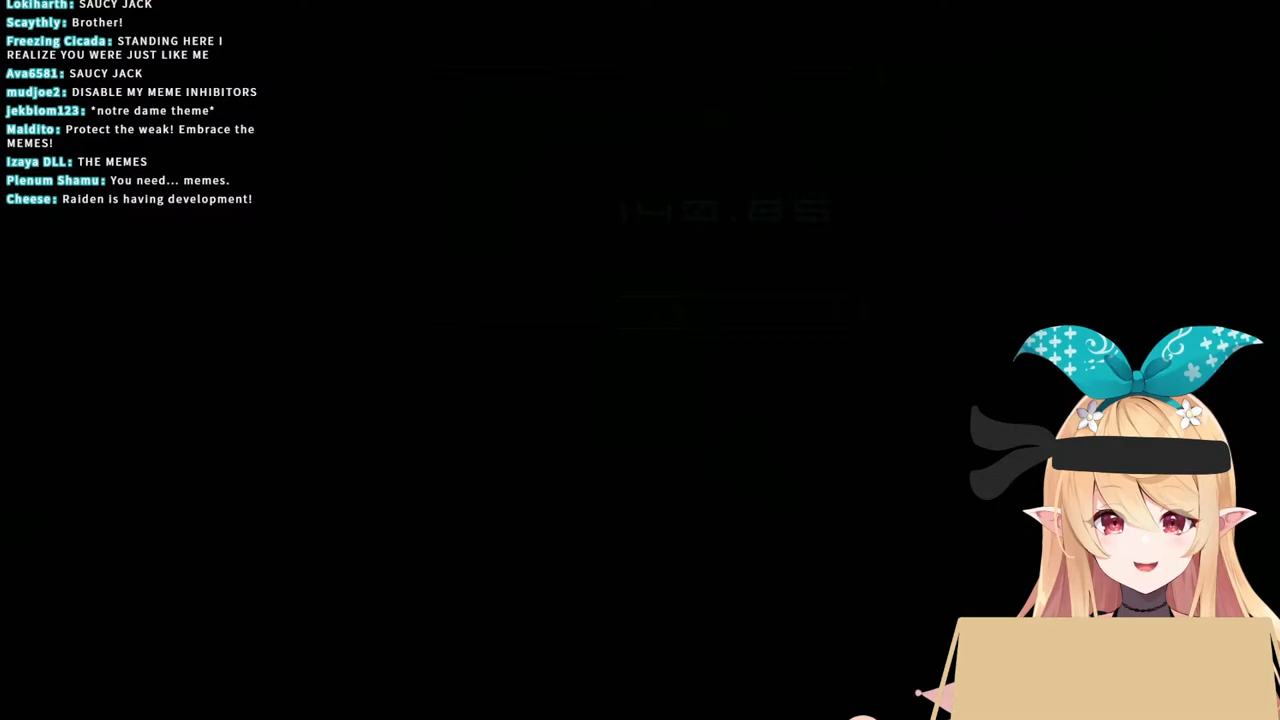 Lokiharth: SAUCY JACK
Scaythly: Brother!
Freezing Cicada: STANDING HERE I
REALIZE YOU WERE JUST LIKE ME
Ava6581: SAUCY JACK
mudjoe2: DISABLE MY MEME INHIBITORS
jekblom123: *notre dame theme*
Maldito: Protect the weak! Embrace the
MEMES!
Izaya DLL: THE MEMES
Plenum Shamu: You need... memes.
Cheese: Raiden is having development!
140.85